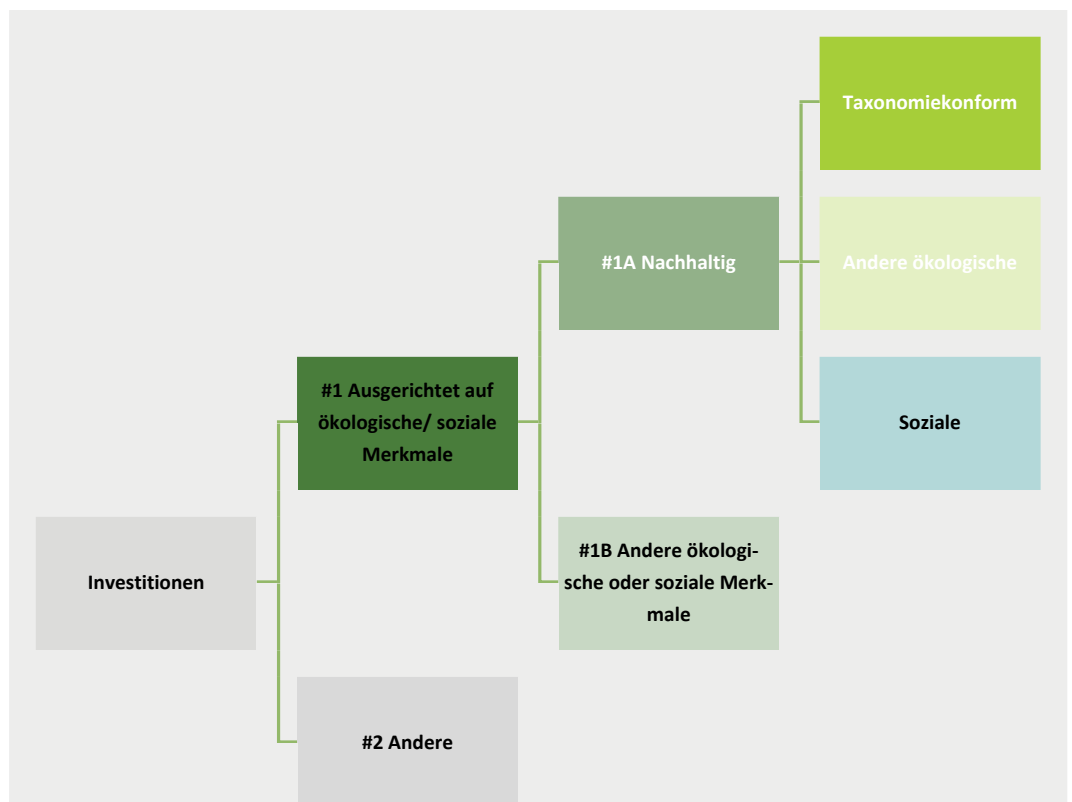 Taxonomiekonform
#1A Nachhaltig
Andere ökologische
#1 Ausgerichtet auf
ökologische/ soziale
Merkmale
Soziale
Investitionen
#1B Andere ökologi-
sche oder soziale Merk-
male
#2 Andere